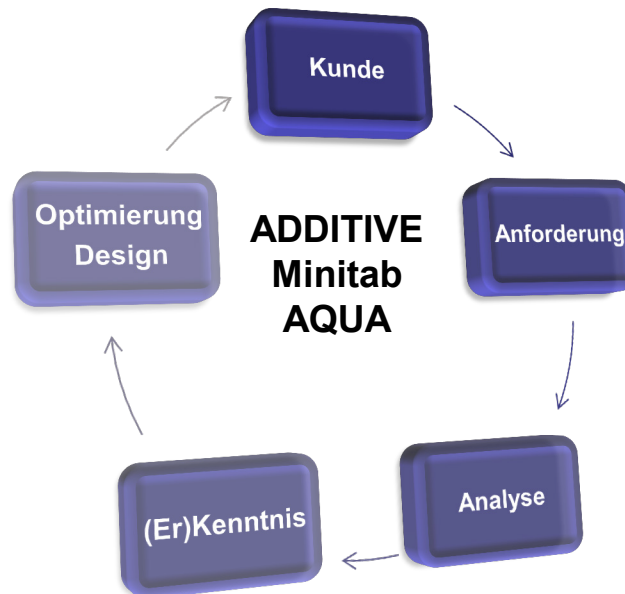 Kunde
Anforderung
Analyse
(Er)Kenntnis
Optimierung
Design
ADDITIVE
Minitab
AQUA